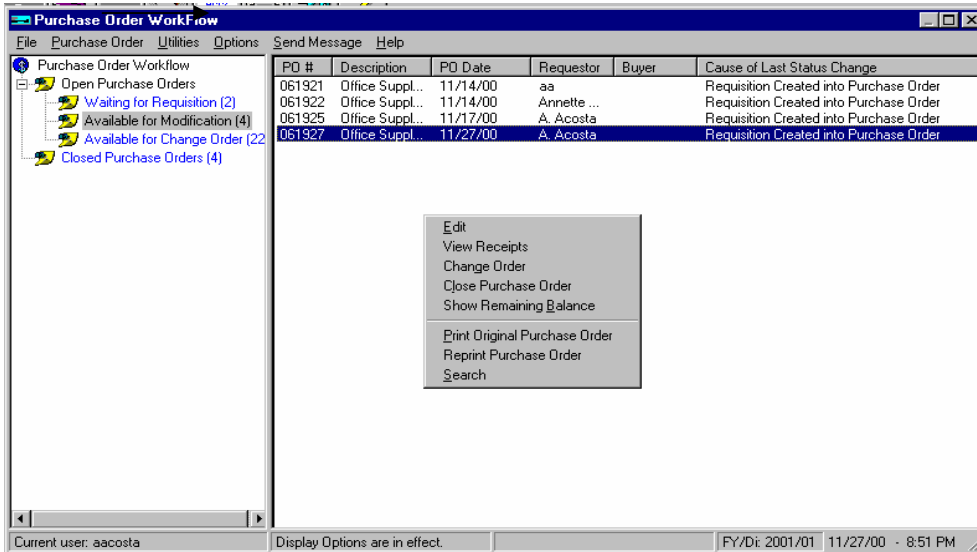 Purchase Order WorkFlow
File Purchase Order Utilities Options Send Message Help
Purchase Order Workflow
Open Purchase Orders
Waiting for Requisition (2)
Available for Modification (4)
Available for Change Order (22
Closed Purchase Orders (4)
PO # Description PO Date Requestor Buyer Cause of Last Status Change
061921 Office Suppl... 11/14/00 aa Requisition Created into Purchase Order
061922 Office Suppl... 11/14/00 Annette ... Requisition Created into Purchase Order
061925 Office Suppl... 11/17/00 A. Acosta Requisition Created into Purchase Order
061927 Office Suppl... 11/27/00 A. Acosta Requisition Created into Purchase Order
Edit
View Receipts
Change Order
Close Purchase Order
Show Remaining Balance
Print Original Purchase Order
Reprint Purchase Order
Search
Current user: aacosta Display Options are in effect. FY/Di: 2001/01 11/27/00 - 8:51 PM